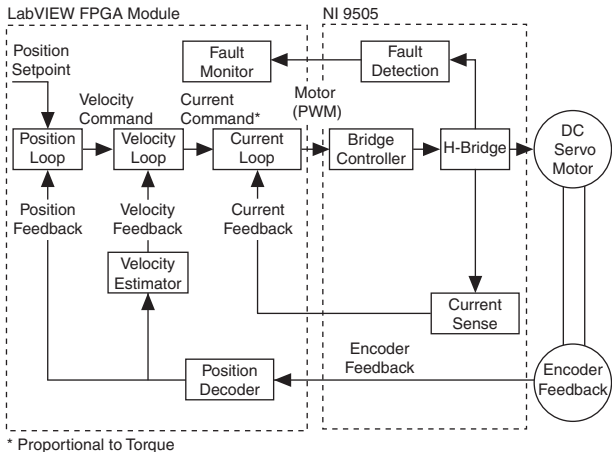 LabVIEW FPGA Module
NI 9505
Position
Setpoint
Fault
Monitor
Fault
Detection
Velocity
Command
Current
Command*
Motor
(PWM)
Position
Loop
Velocity
Loop
Current
Loop
Bridge
Controller
H-Bridge
DC
Servo
Motor
Position
Feedback
Velocity
Feedback
Current
Feedback
Velocity
Estimator
Current
Sense
Position
Decoder
Encoder
Feedback
Encoder
Feedback
* Proportional to Torque